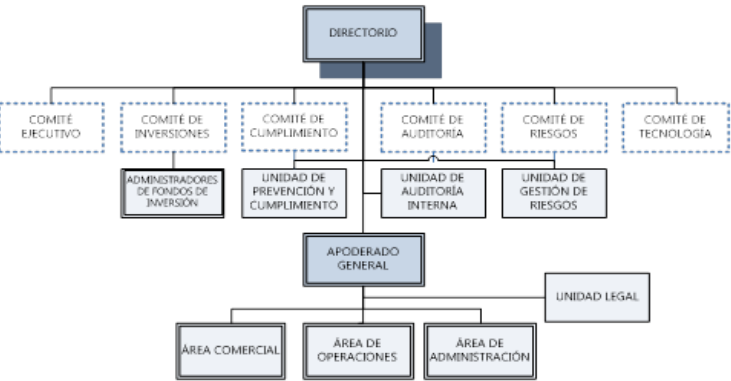 DIRECTORIO
COMITÉ
EJECUTIVO
COMITÉ DE
INVERSIONES
COMITÉ DE
CUMPLIMIENTO
COMITÉ DE
AUDITORÍA
COMITÉ DE
RIESGOS
COMITÉ DE
TECNOLOGÍA
ADMINISTRADORES
DE FONDOS DE
INVERSIÓN
UNIDAD DE
PREVENCIÓN Y
CUMPLIMIENTO
UNIDAD DE
AUDITORÍA
INTERNA
UNIDAD DE
GESTIÓN DE
RIESGOS
APODERADO
GENERAL
UNIDAD LEGAL
ÁREA COMERCIAL
ÁREA DE
OPERACIONES
ÁREA DE
ADMINISTRACIÓN